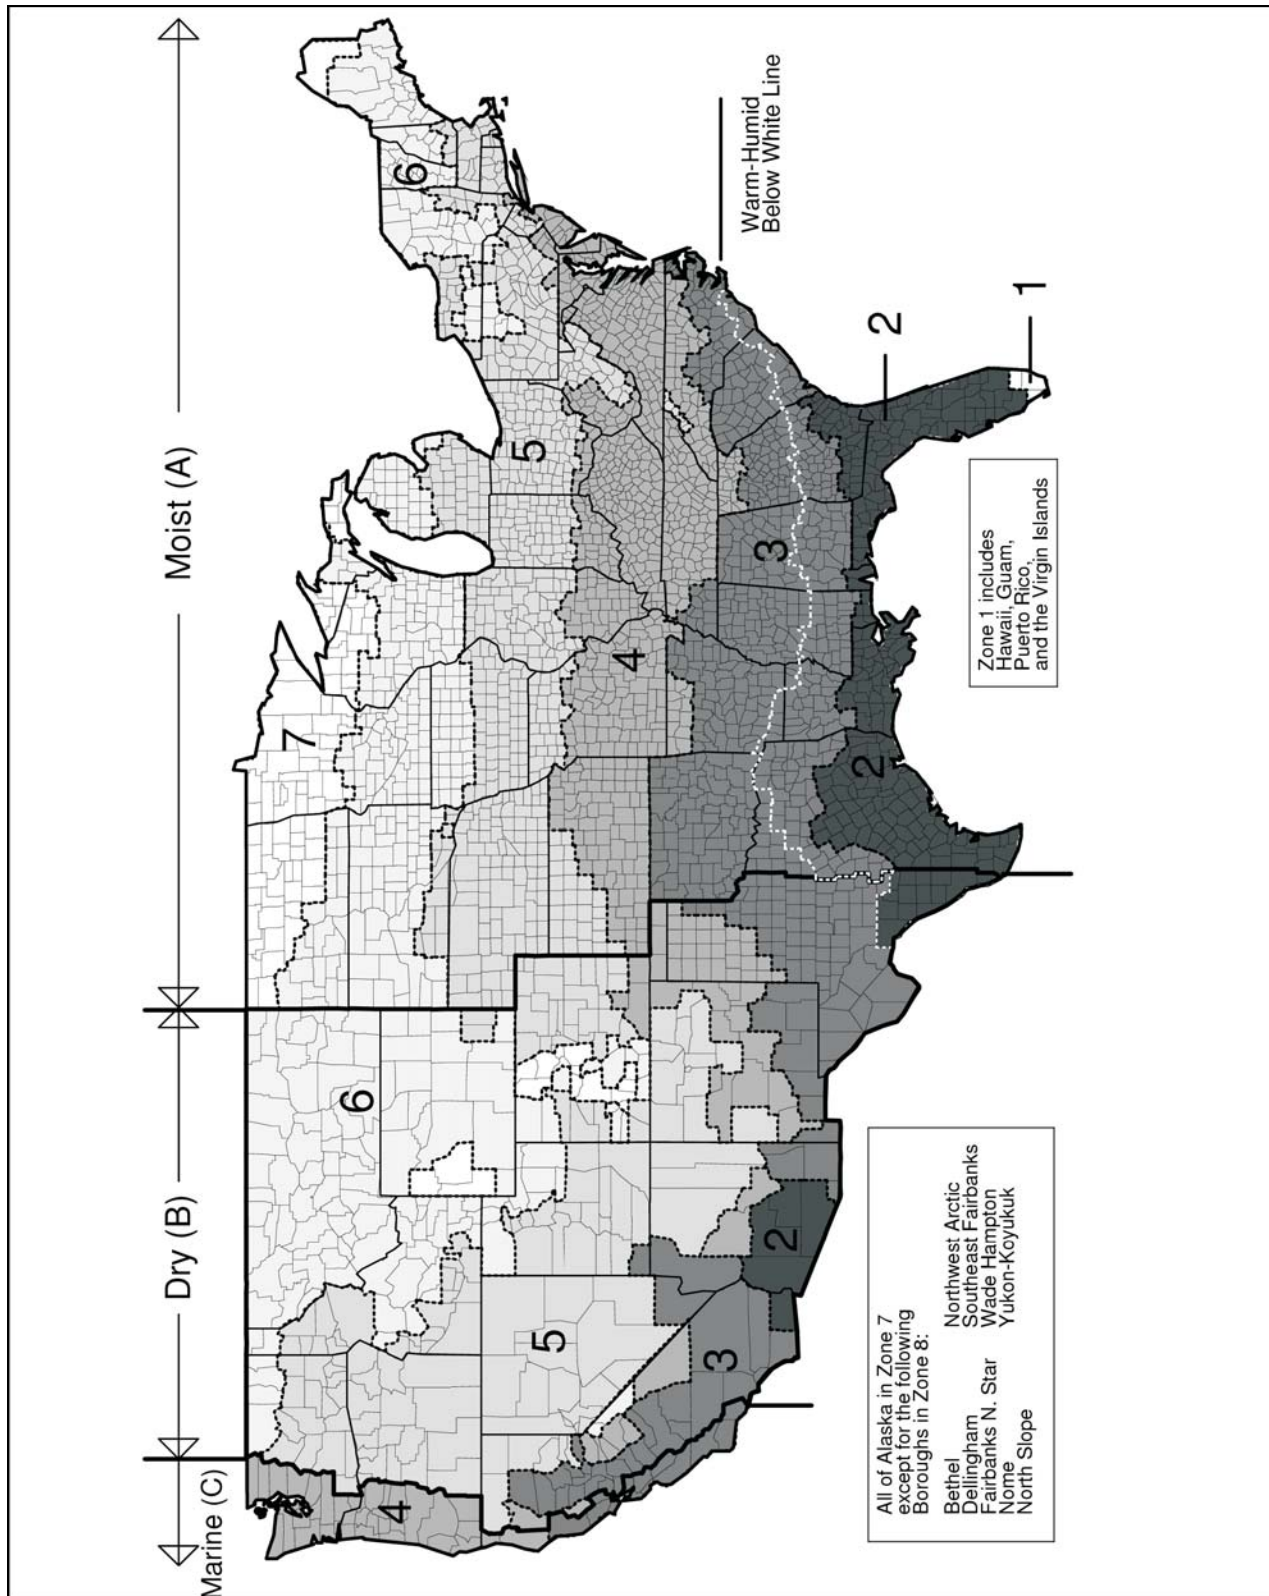 Marine (C)
Dry (B)
Moist (A)
4
5
3
2
6
7
6
5
4
3
2
2
1
Warm-Humid
Below White Line
All of Alaska in Zone 7
except for the following
Boroughs in Zone 8:
Bethel
Dellingham
Fairbanks N. Star
Nome
North Slope
Northwest Arctic
Southeast Fairbanks
Wade Hampton
Yukon-Koyukuk
Zone 1 includes
Hawaii, Guam,
Puerto Rico,
and the Virgin Islands